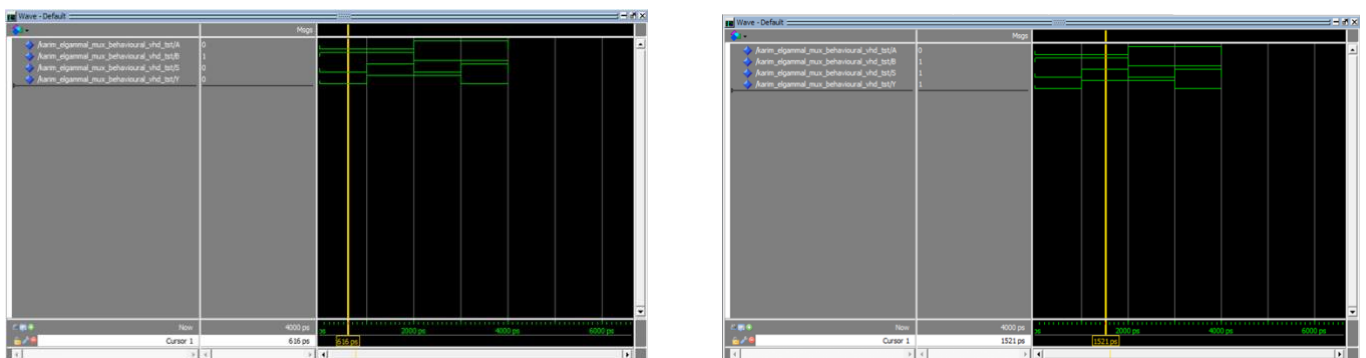 Wave - Default
Msgs
/karim_elgammal_mux_behavioural_vhd_tst/A 0
/karim_elgammal_mux_behavioural_vhd_tst/B 1
/karim_elgammal_mux_behavioural_vhd_tst/S 0
/karim_elgammal_mux_behavioural_vhd_tst/Y 0
Now 4000 ps ps 2000 ps 4000 ps 6000 ps
Cursor 1 616 ps 616 ps
Wave - Default
Msgs
/karim_elgammal_mux_behavioural_vhd_tst/A 0
/karim_elgammal_mux_behavioural_vhd_tst/B 1
/karim_elgammal_mux_behavioural_vhd_tst/S 1
/karim_elgammal_mux_behavioural_vhd_tst/Y 1
Now 4000 ps ps 2000 ps 4000 ps 6000 ps
Cursor 1 1521 ps 1521 ps